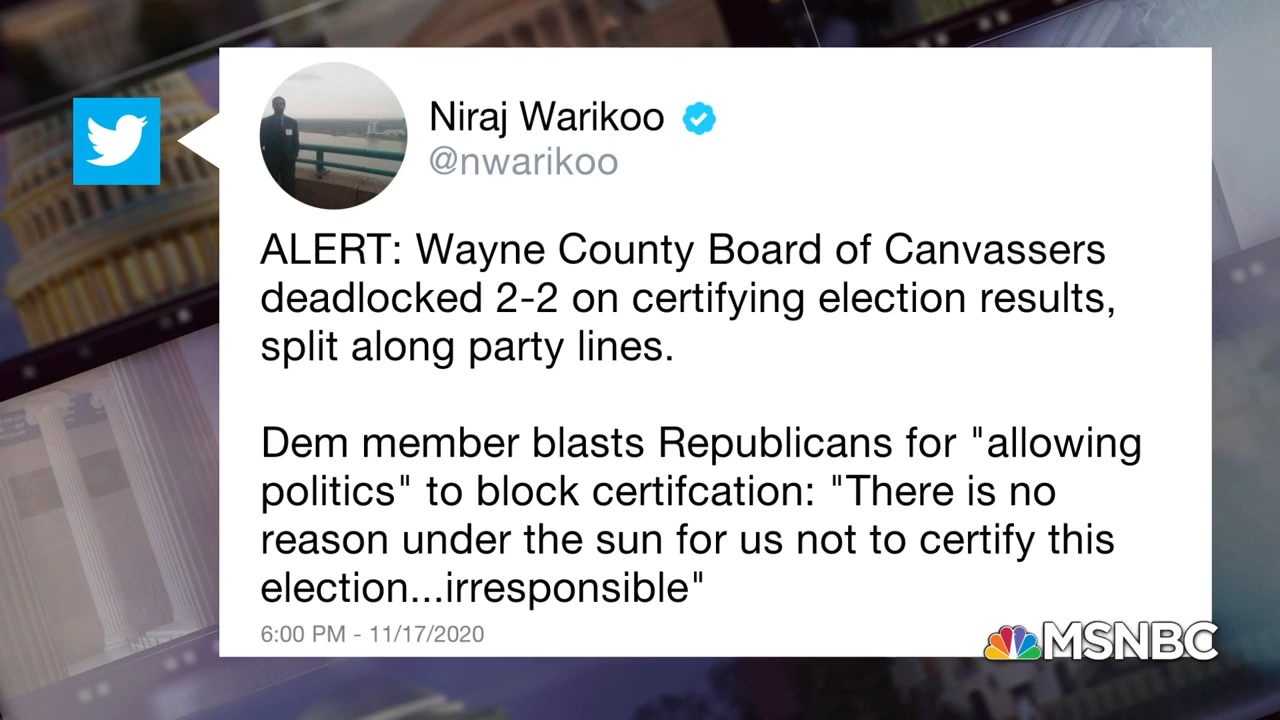 Niraj Warikoo
@nwarikoo
ALERT: Wayne County Board of Canvassers
deadlocked 2-2 on certifying election results,
split along party lines.
Dem member blasts Republicans for "allowing
politics" to block certifcation: "There is no
reason under the sun for us not to certify this
election...irresponsible"
6:00 PM - 11/17/2020
MSNBC